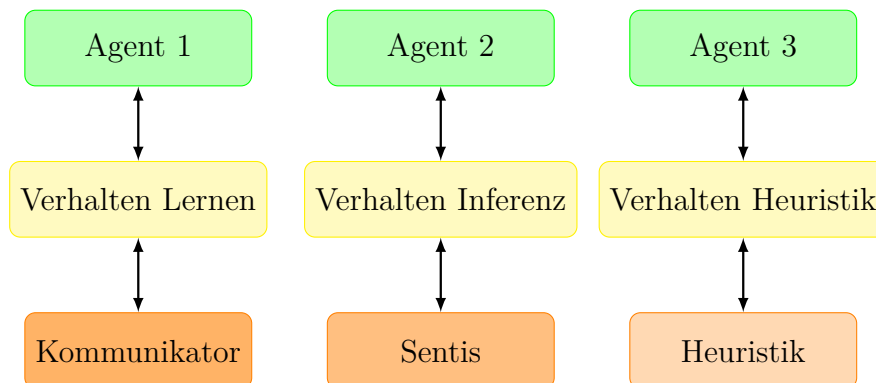 Agent 1
Agent 2
Agent 3
Verhalten Lernen
Verhalten Inferenz
Verhalten Heuristik
Kommunikator
Sentis
Heuristik